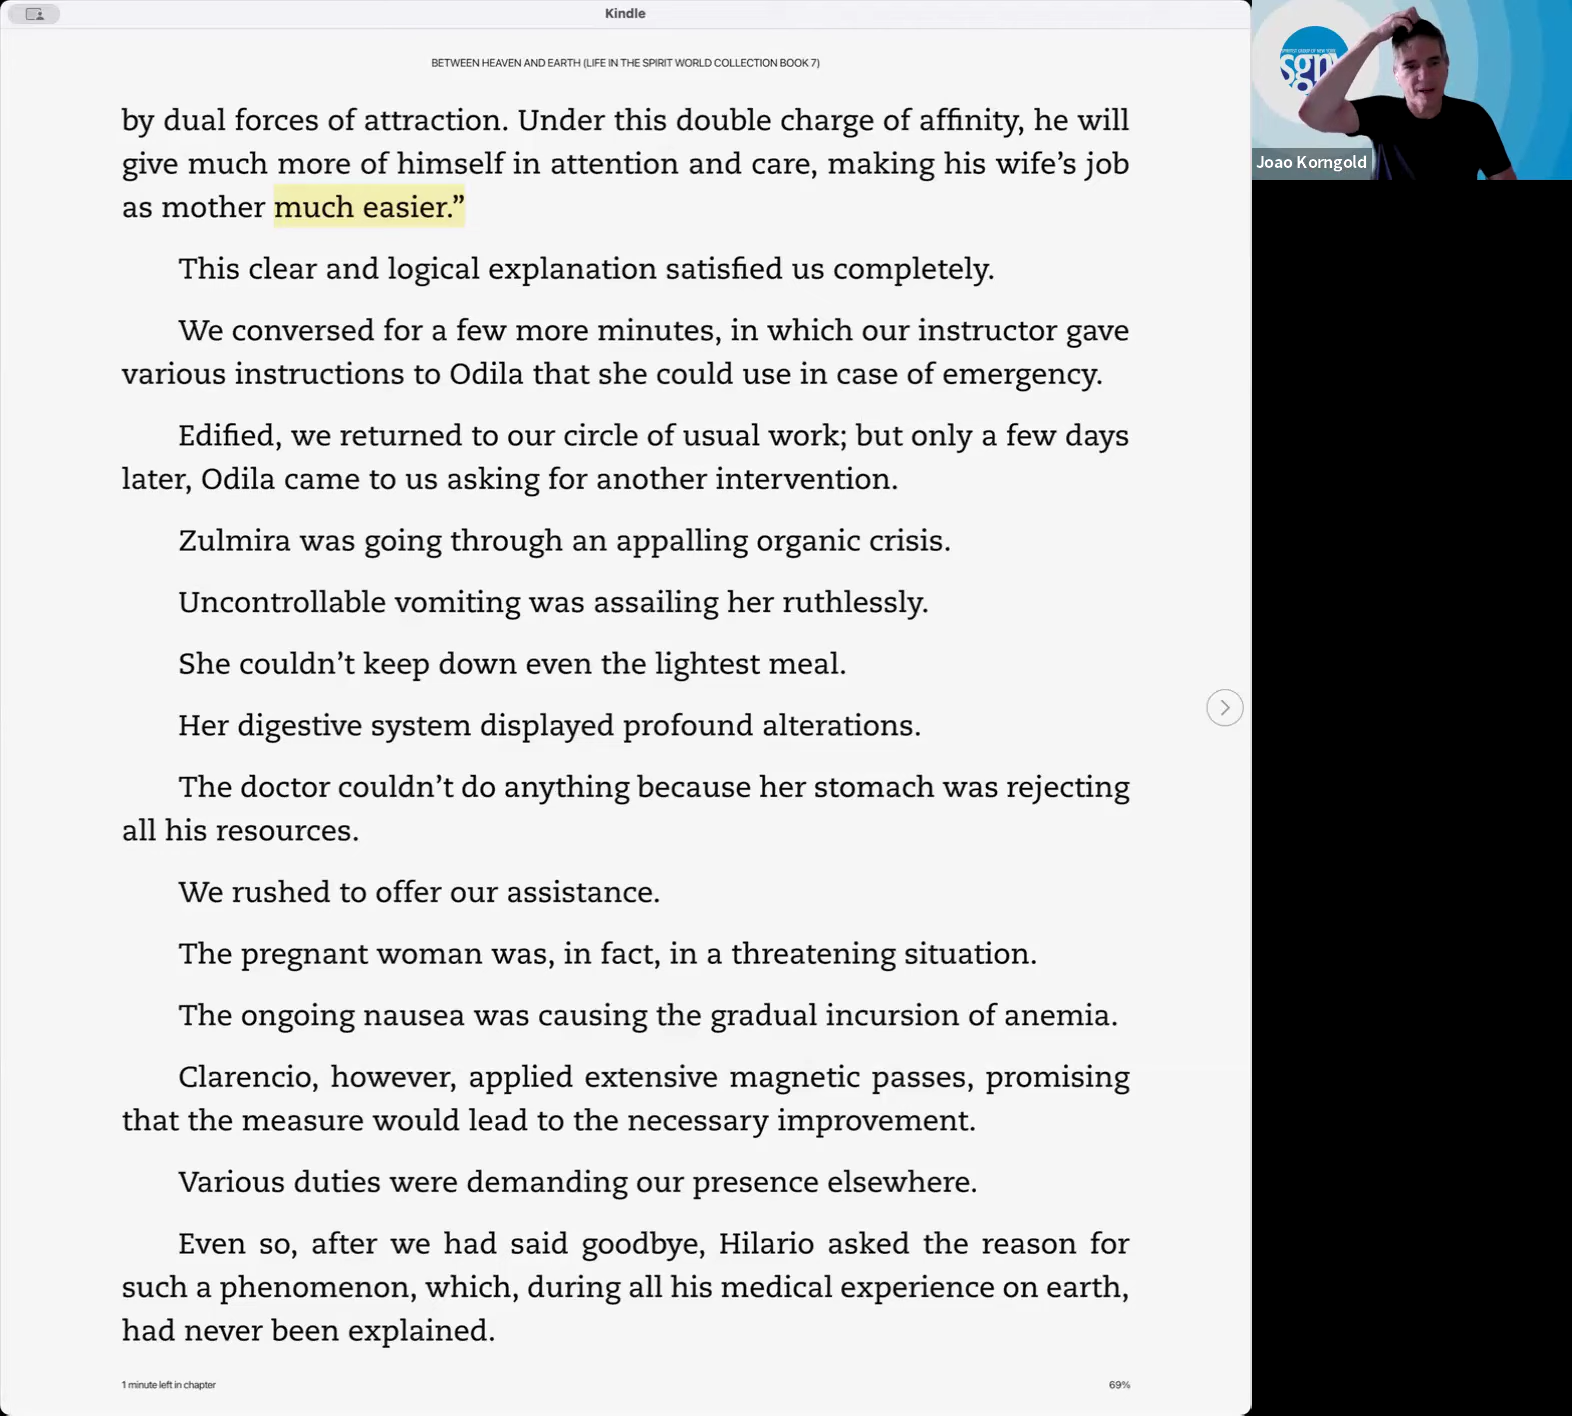 Kindle
BETWEEN HEAVEN AND EARTH (LIFE IN THE SPIRIT WORLD COLLECTION BOOK 7)
by dual forces of attraction. Under this double charge of affinity, he will
give much more of himself in attention and care, making his wife’s job
as mother much easier.”
This clear and logical explanation satisfied us completely.
We conversed for a few more minutes, in which our instructor gave
various instructions to Odila that she could use in case of emergency.
Edified, we returned to our circle of usual work; but only a few days
later, Odila came to us asking for another intervention.
Zulmira was going through an appalling organic crisis.
Uncontrollable vomiting was assailing her ruthlessly.
She couldn’t keep down even the lightest meal.
Her digestive system displayed profound alterations.
The doctor couldn’t do anything because her stomach was rejecting
all his resources.
We rushed to offer our assistance.
The pregnant woman was, in fact, in a threatening situation.
The ongoing nausea was causing the gradual incursion of anemia.
Clarencio, however, applied extensive magnetic passes, promising
that the measure would lead to the necessary improvement.
Various duties were demanding our presence elsewhere.
Even so, after we had said goodbye, Hilario asked the reason for
such a phenomenon, which, during all his medical experience on earth,
had never been explained.
1 minute left in chapter
69%
Joao Korngold